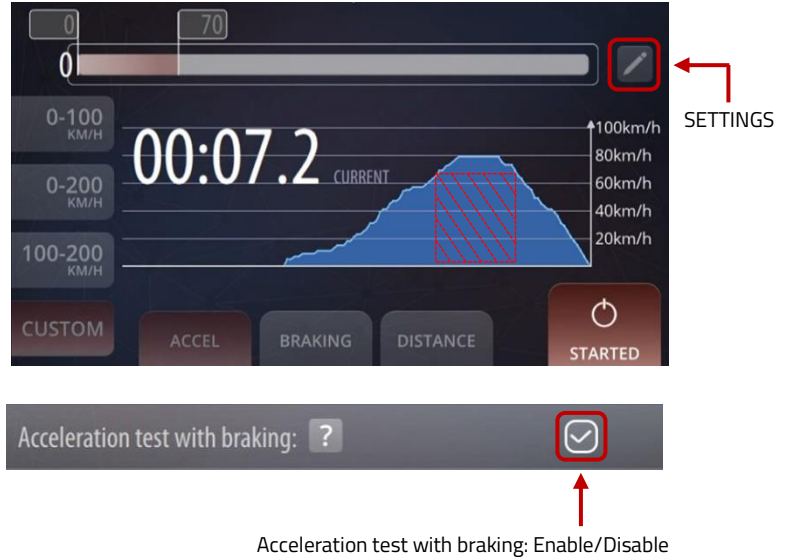 0
70
0
SETTINGS
0-100
KM/H
00:07.2 CURRENT
100km/h
80km/h
0-200
KM/H
60km/h
40km/h
20km/h
100-200
KM/H
CUSTOM
ACCEL
BRAKING
DISTANCE
STARTED
Acceleration test with braking: ?
Acceleration test with braking: Enable/Disable